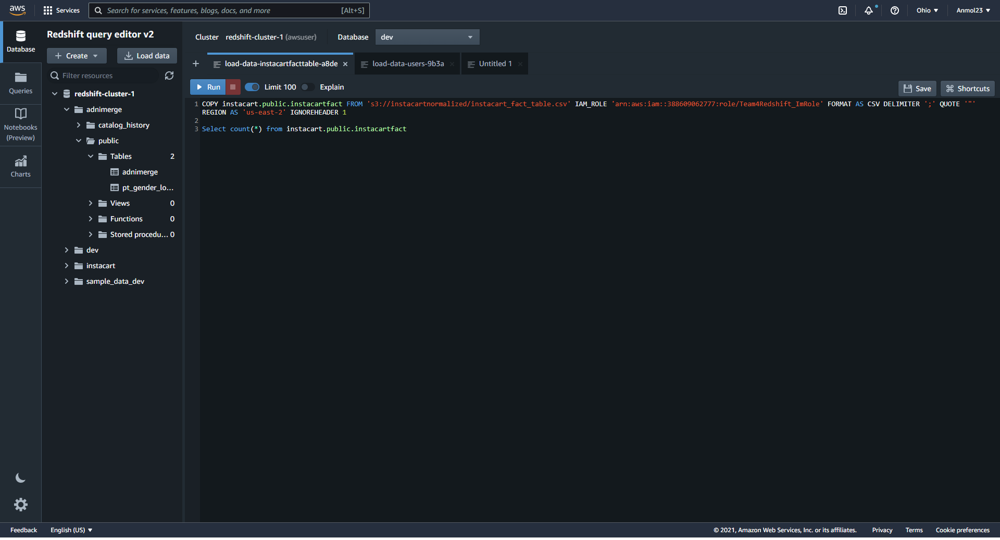 aws
Services
Search for services, features, blogs, docs, and more
[Alt+S]
Ohio
Anmol23
Database
Queries
Notebooks
(Preview)
Charts
Redshift query editor v2
Create
Load data
Filter resources
redshift-cluster-1
adnimerge
catalog_history
public
Tables 2
adnimerge
pt_gender_lo...
Views 0
Functions 0
Stored procedu... 0
dev
instacart
sample_data_dev
Cluster redshift-cluster-1 (awsuser) Database dev
load-data-instacartfacttable-a8de
load-data-users-9b3a
Untitled 1
Run
Limit 100
Explain
Save
Shortcuts
1 COPY instacart.public.instacartfact FROM 's3://instacartnormalized/instacart_fact_table.csv' IAM_ROLE 'arn:aws:iam::388609062777:role/Team4Redshift_ImRole' FORMAT AS CSV DELIMITER ';' QUOTE '"'
REGION AS 'us-east-2' IGNOREHEADER 1
2
3 Select count(*) from instacart.public.instacartfact
Feedback
English (US)
© 2021, Amazon Web Services, Inc. or its affiliates.
Privacy
Terms
Cookie preferences